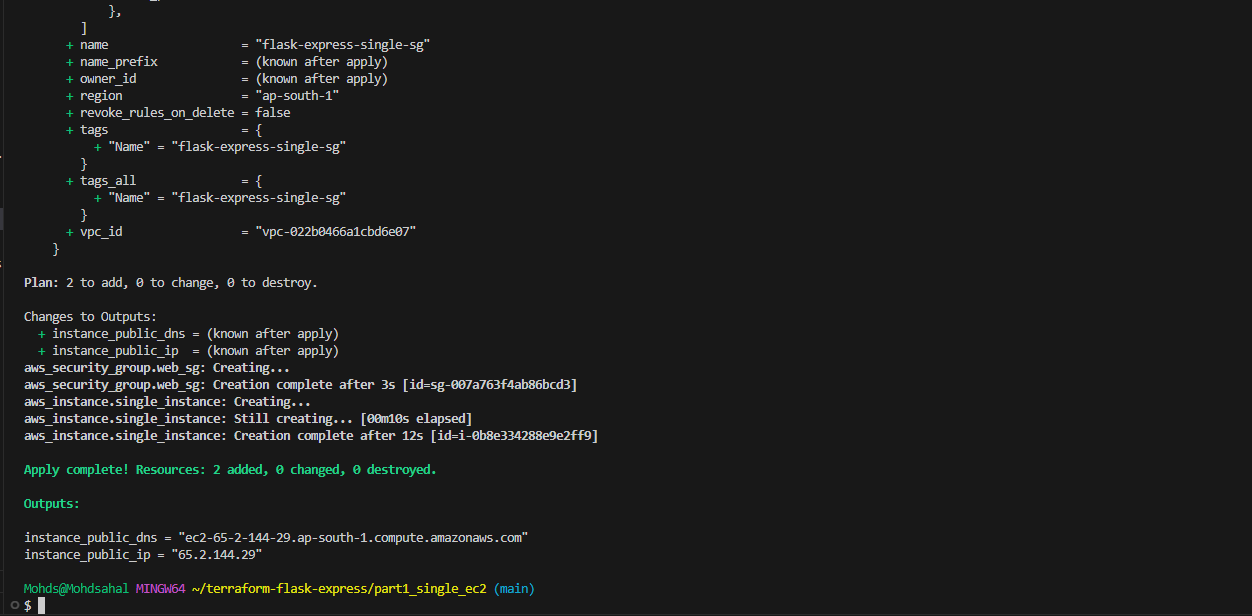 },
]
+ name = "flask-express-single-sg"
+ name_prefix = (known after apply)
+ owner_id = (known after apply)
+ region = "ap-south-1"
+ revoke_rules_on_delete = false
+ tags = {
+ "Name" = "flask-express-single-sg"
}
+ tags_all = {
+ "Name" = "flask-express-single-sg"
}
+ vpc_id = "vpc-022b0466a1cbd6e07"
}
Plan: 2 to add, 0 to change, 0 to destroy.
Changes to Outputs:
+ instance_public_dns = (known after apply)
+ instance_public_ip = (known after apply)
aws_security_group.web_sg: Creating...
aws_security_group.web_sg: Creation complete after 3s [id=sg-007a763f4ab86bcd3]
aws_instance.single_instance: Creating...
aws_instance.single_instance: Still creating... [00m10s elapsed]
aws_instance.single_instance: Creation complete after 12s [id=i-0b8e334288e9e2ff9]
Apply complete! Resources: 2 added, 0 changed, 0 destroyed.
Outputs:
instance_public_dns = "ec2-65-2-144-29.ap-south-1.compute.amazonaws.com"
instance_public_ip = "65.2.144.29"
Mohds@Mohdsahal MINGW64 ~/terraform-flask-express/part1_single_ec2 (main)
$